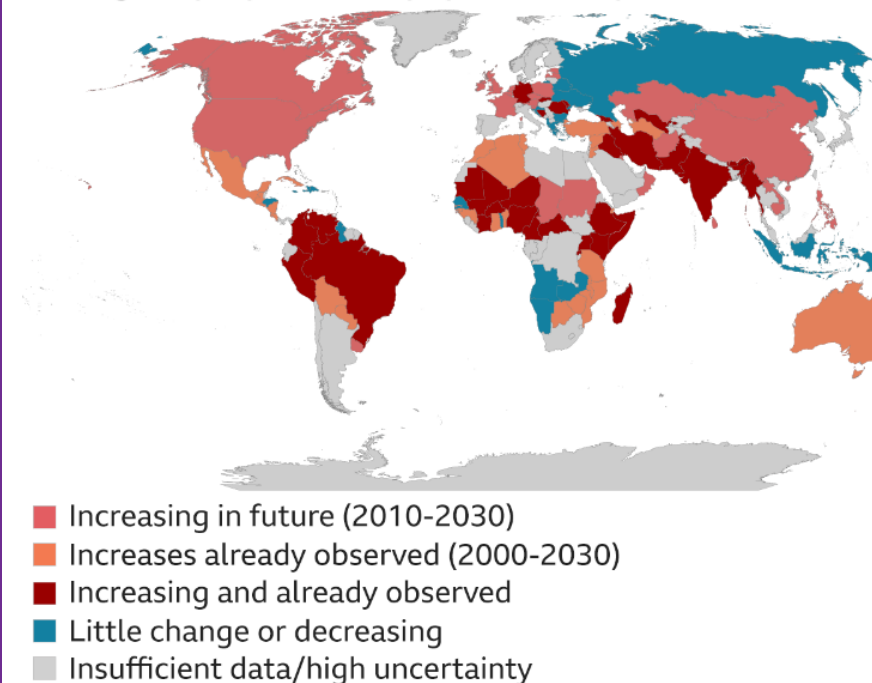 Increasing in future (2010-2030)
Increases already observed (2000-2030)
Increasing and already observed
Little change or decreasing
Insufficient data/high uncertainty